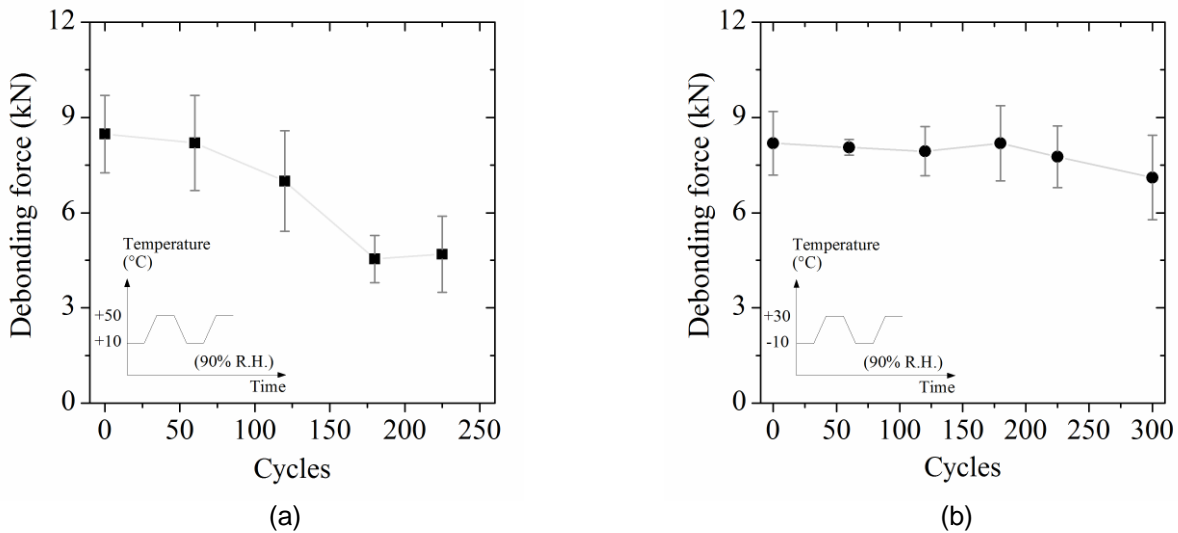 12
9
6
3
0
Debonding force (kN)
Temperature
(°C)
+50
+10
(90% R.H.)
Time
0 50 100 150 200 250
Cycles
(a)
12
9
6
3
0
Debonding force (kN)
Temperature
(°C)
+30
-10
(90% R.H.)
Time
0 50 100 150 200 250 300
Cycles
(b)